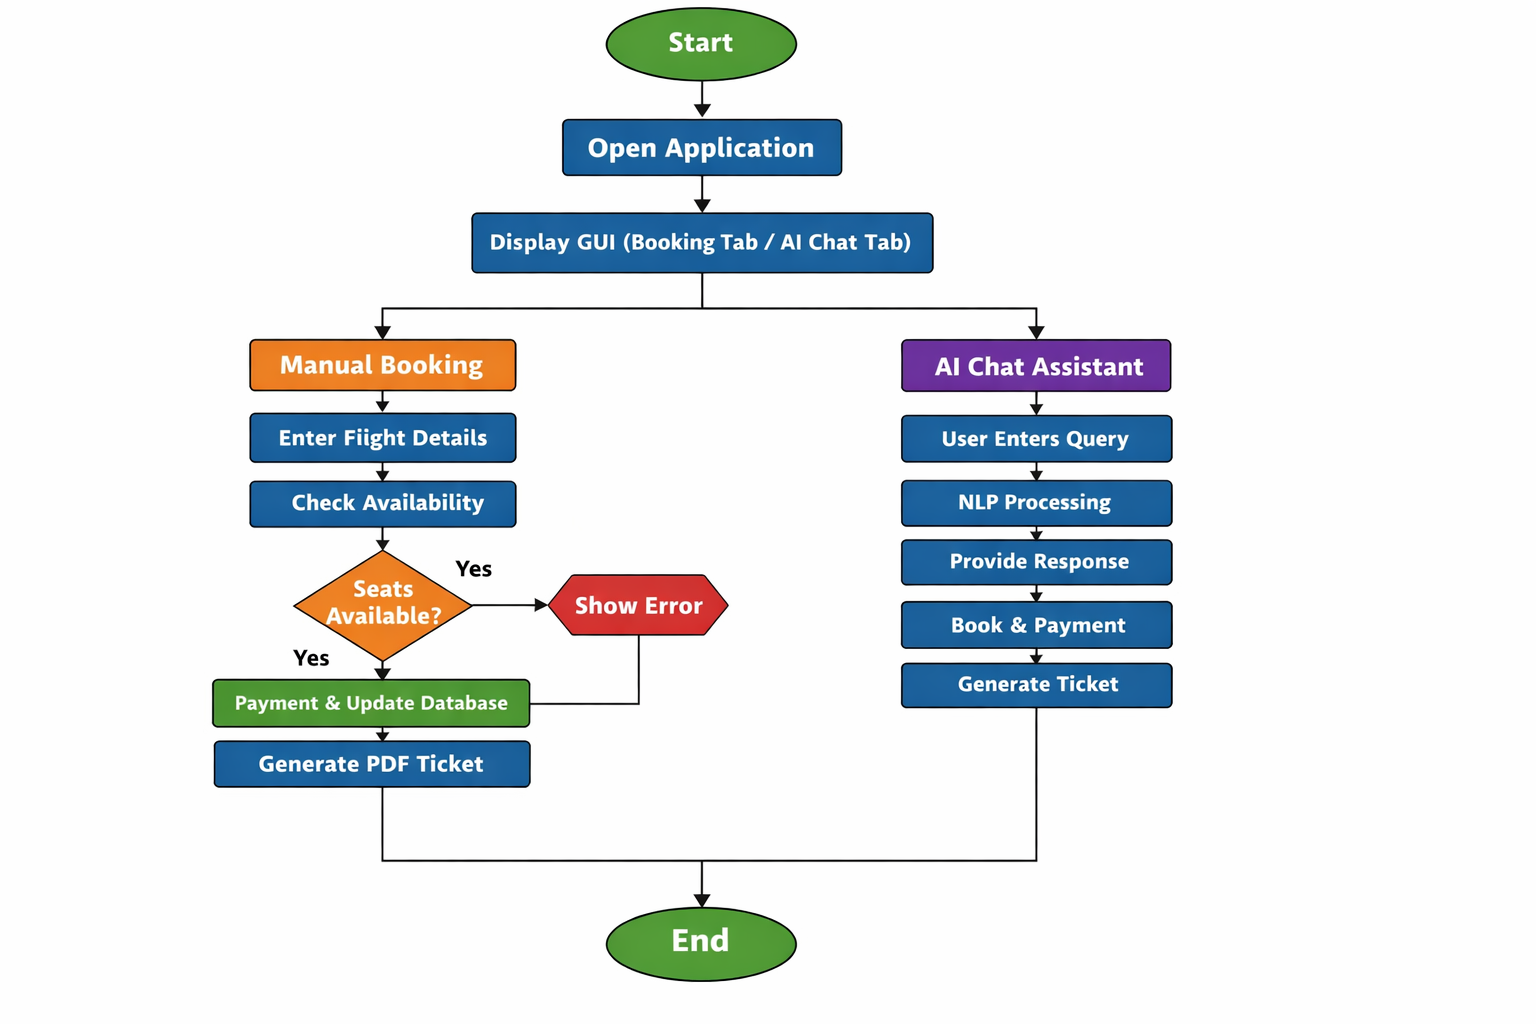 Start
Open Application
Display GUI (Booking Tab / AI Chat Tab)
Manual Booking
Enter Fiight Details
Check Availability
Seats
Available?
Yes
Show Error
Yes
Payment & Update Database
Generate PDF Ticket
AI Chat Assistant
User Enters Query
NLP Processing
Provide Response
Book & Payment
Generate Ticket
End